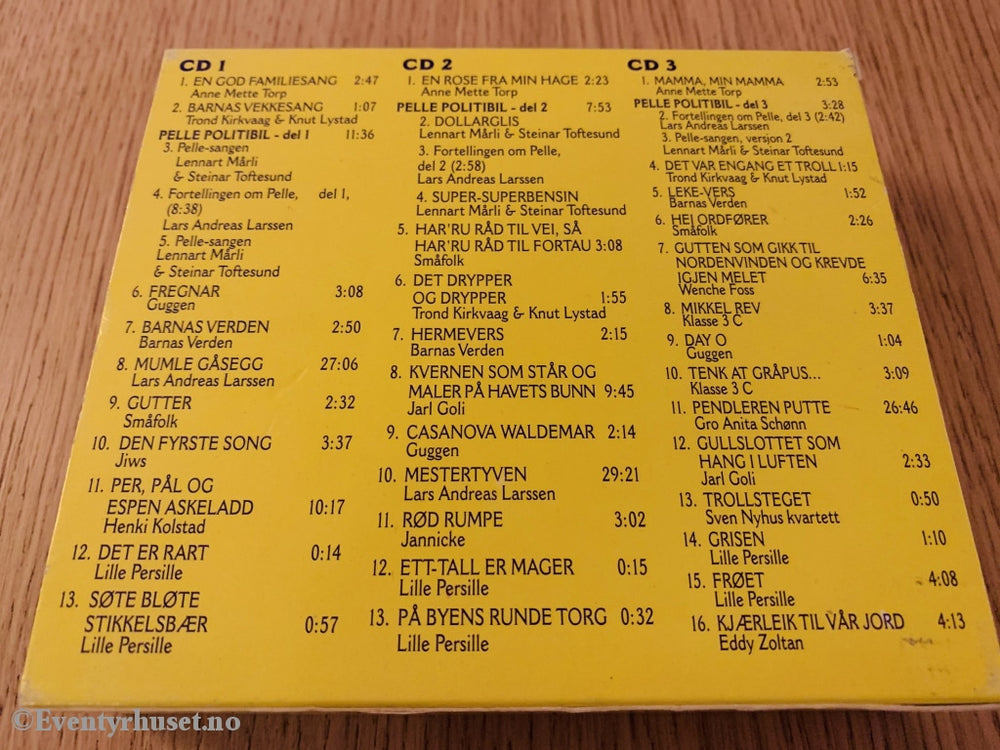 CD 1
1. EN GOD FAMILIESANG 2:47
Anne Mette Torp
2. BARNAS VEKKESANG 1:07
Trond Kirkvaag & Knut Lystad
PELLE POLITIBIL - del 1 11:36
3. Pelle-sangen
Lennart Mårli
& Steinar Toftesund
4. Fortellingen om Pelle, del 1,
(8:38)
Lars Andreas Larssen
5. Pelle-sangen
Lennart Mårli
& Steinar Toftesund
6. FREGNAR 3:08
Guggen
7. BARNAS VERDEN 2:50
Barnas Verden
8. MUMLE GÅSEGG 27:06
Lars Andreas Larssen
9. GUTTER 2:32
Småfolk
10. DEN FYRSTE SONG 3:37
Jiws
11. PER, PÅL OG
ESPEN ASKELADD 10:17
Henki Kolstad
12. DET ER RART 0:14
Lille Persille
13. SØTE BLØTE
STIKKELSBÆR 0:57
Lille Persille
CD 2
1. EN ROSE FRA MIN HAGE 2:23
Anne Mette Torp
PELLE POLITIBIL - del 2 7:53
2. DOLLARGLIS
Lennart Mårli & Steinar Toftesund
3. Fortellingen om Pelle,
del 2 (2:58)
Lars Andreas Larssen
4. SUPER-SUPERBENSIN
Lennart Mårli & Steinar Toftesund
5. HAR'RU RÅD TIL VEI, SÅ
HAR'RU RÅD TIL FORTAU 3:08
Småfolk
6. DET DRYPPER
OG DRYPPER 1:55
Trond Kirkvaag & Knut Lystad
7. HERMEVERS 2:15
Barnas Verden
8. KVERNEN SOM STÅR OG
MALER PÅ HAVETS BUNN 9:45
Jarl Goli
9. CASANOVA WALDEMAR 2:14
Guggen
10. MESTERTYVEN 29:21
Lars Andreas Larssen
11. RØD RUMPE 3:02
Jannicke
12. ETT-TALL ER MAGER 0:15
Lille Persille
13. PÅ BYENS RUNDE TORG 0:32
Lille Persille
CD 3
1. MAMMA, MIN MAMMA 2:53
Anne Mette Torp
PELLE POLITIBIL - del 3 3:28
2. Fortellingen om Pelle, del 3 (2:42)
Lars Andreas Larssen
3. Pelle-sangen, versjon 2
Lennart Mårli & Steinar Toftesund
4. DET VAR ENGANG ET TROLL 1:15
Trond Kirkvaag & Knut Lystad
5. LEKE-VERS 1:52
Barnas Verden
6. HEI ORDFØRER 2:26
Småfolk
7. GUTTEN SOM GIKK TIL
NORDENVINDEN OG KREVDE
IGJEN MELET 6:35
Wenche Foss
8. MIKKEL REV 3:37
Klasse 3 C
9. DAY O 1:04
Guggen
10. TENK AT GRÅPUS... 3:09
Klasse 3 C
11. PENDLEREN PUTTE 26:46
Gro Anita Schønn
12. GULLSLOTTET SOM
HANG I LUFTEN 2:33
Jarl Goli
13. TROLLSTEGET 0:50
Sven Nyhus kvartett
14. GRISEN 1:10
Lille Persille
15. FRØET 4:08
Lille Persille
16. KJÆRLEIK TIL VÅR JORD 4:13
Eddy Zoltan
©Eventyrhuset.no